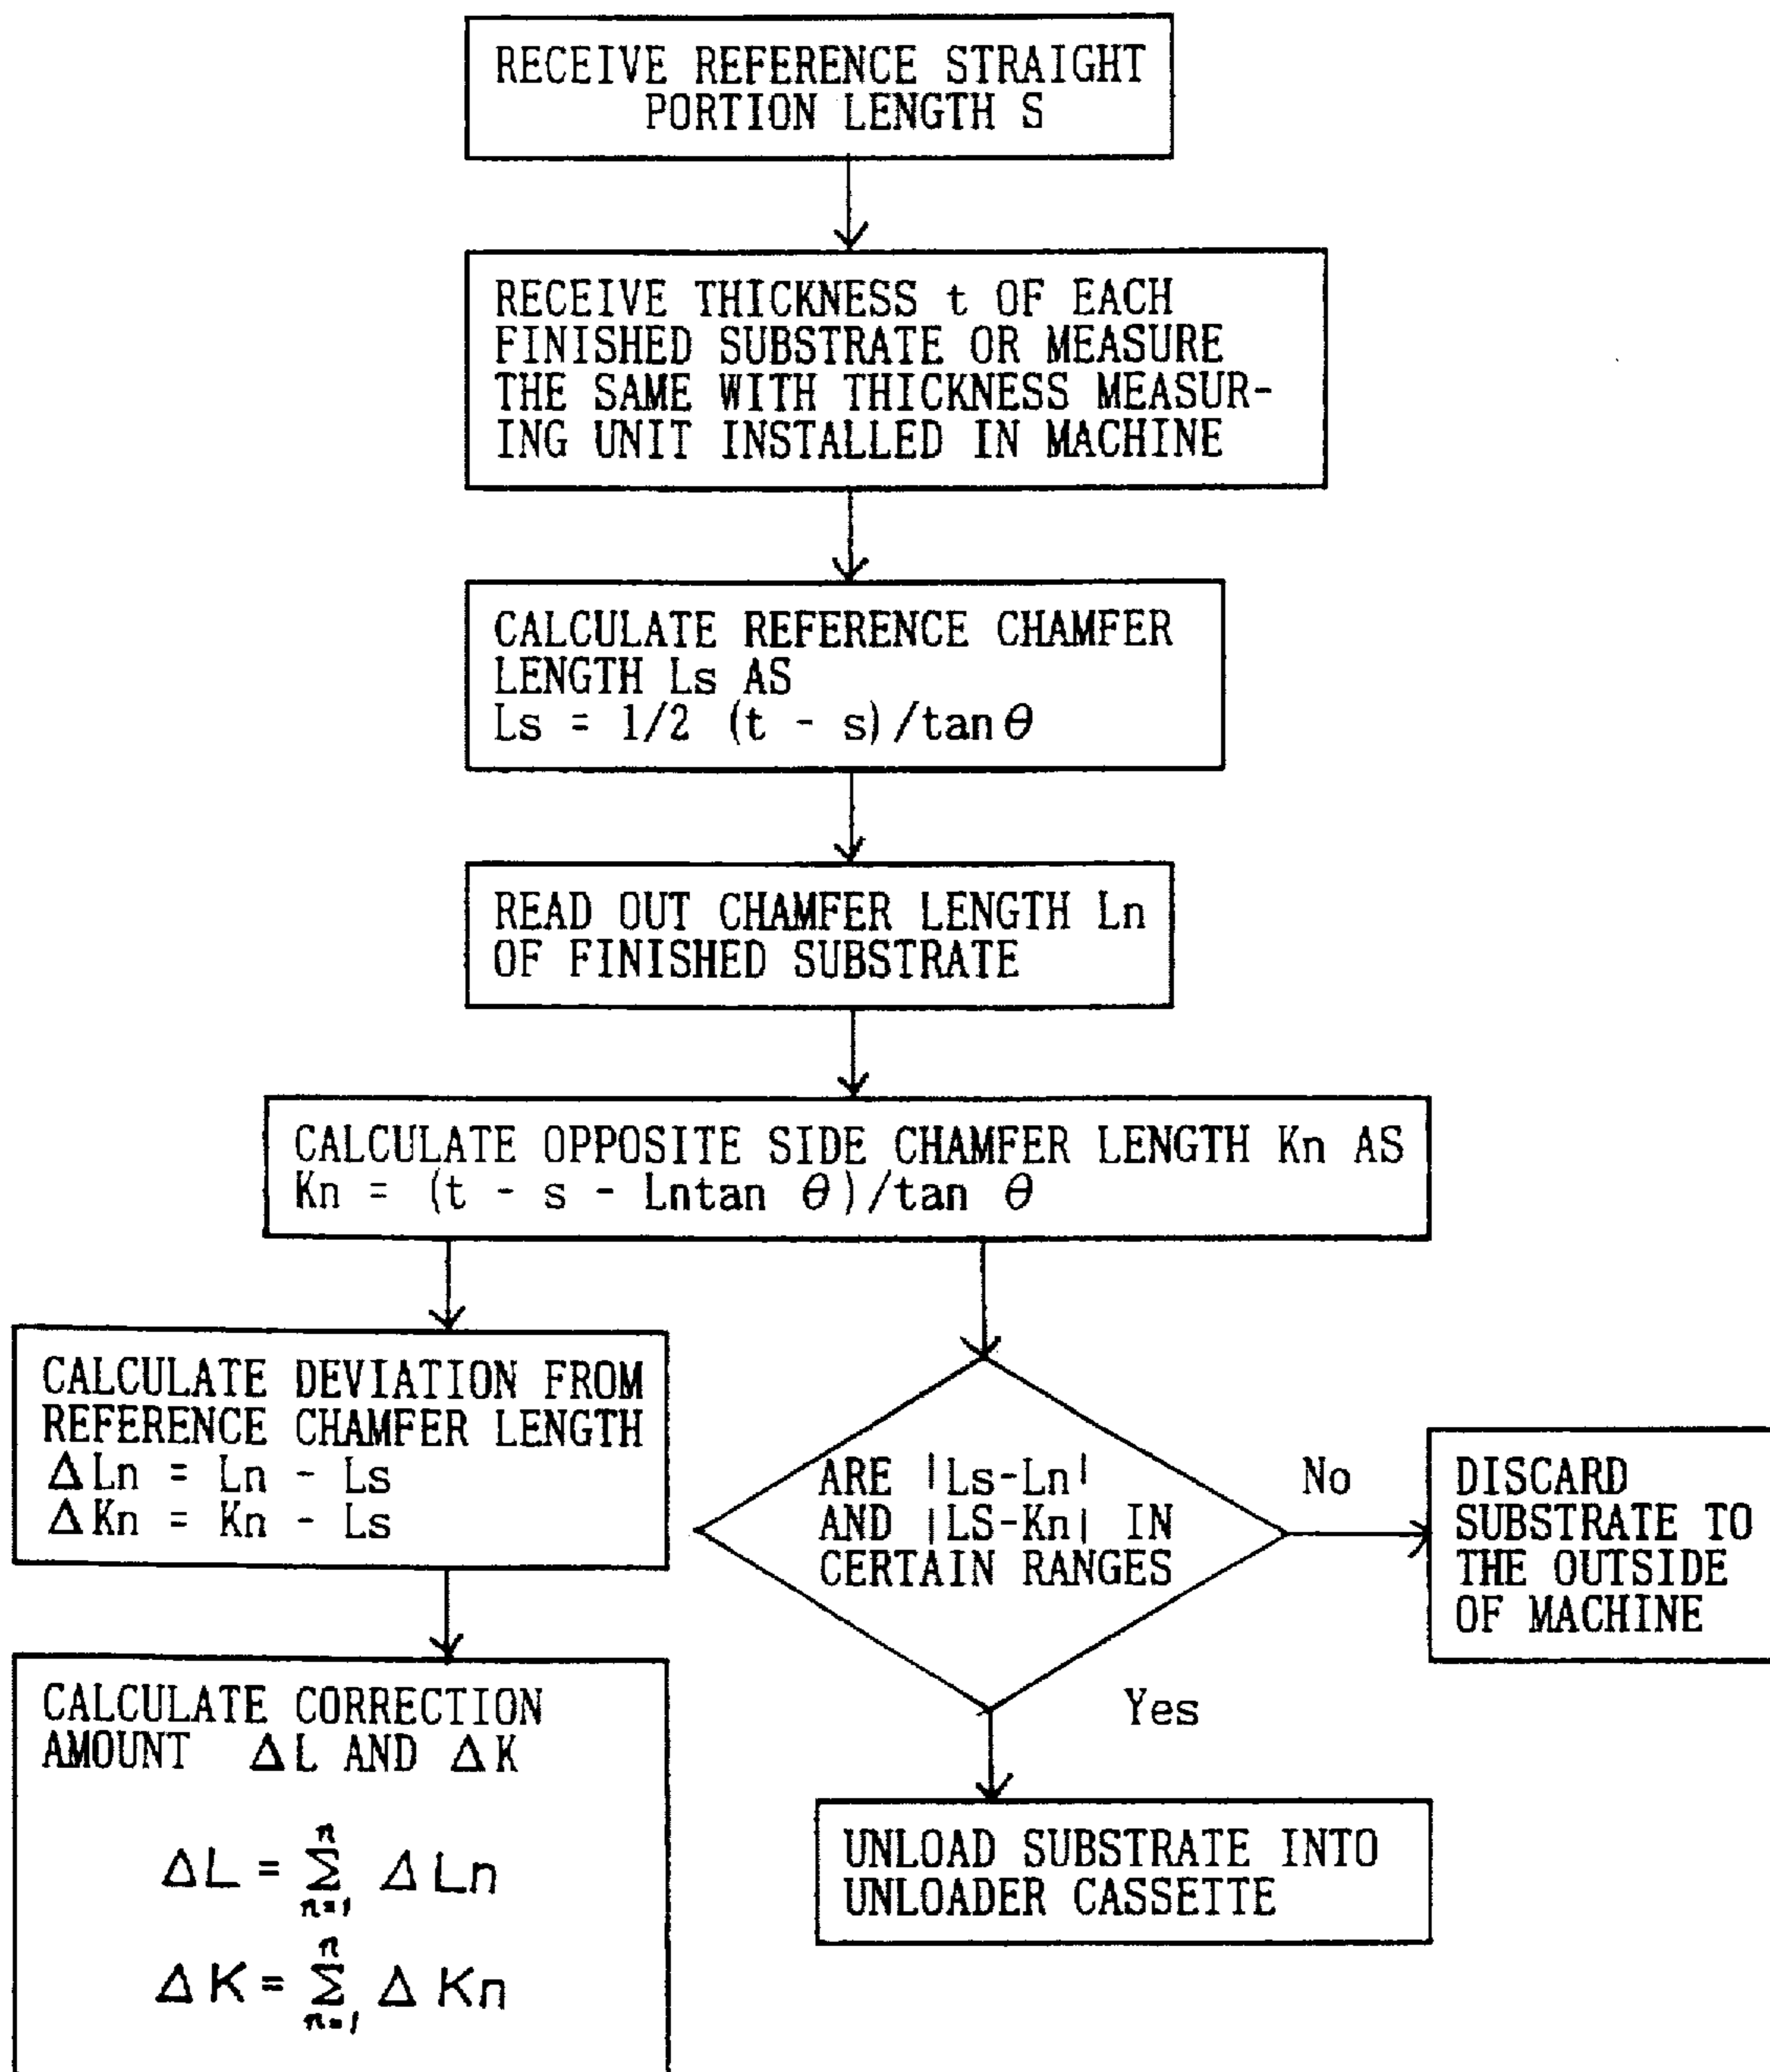 RECEIVE REFERENCE STRAIGHT
PORTION LENGTH S
RECEIVE THICKNESS t OF EACH
FINISHED SUBSTRATE OR MEASURE
THE SAME WITH THICKNESS MEASUR-
ING UNIT INSTALLED IN MACHINE
CALCULATE REFERENCE CHAMFER
LENGTH Ls AS
Ls = 1/2 (t - s)/tanθ
READ OUT CHAMFER LENGTH Ln
OF FINISHED SUBSTRATE
CALCULATE OPPOSITE SIDE CHAMFER LENGTH Kn AS
Kn = (t - s - Lntan θ)/tan θ
CALCULATE DEVIATION FROM
REFERENCE CHAMFER LENGTH
ΔLn = Ln - Ls
ΔKn = Kn - Ls
CALCULATE CORRECTION
AMOUNT ΔL AND ΔK
n
ΔL = Σ ΔLn
n=1
n
ΔK = Σ ΔKn
n=1
ARE |Ls-Ln|
AND |LS-Kn| IN
CERTAIN RANGES
No
DISCARD
SUBSTRATE TO
THE OUTSIDE
OF MACHINE
Yes
UNLOAD SUBSTRATE INTO
UNLOADER CASSETTE